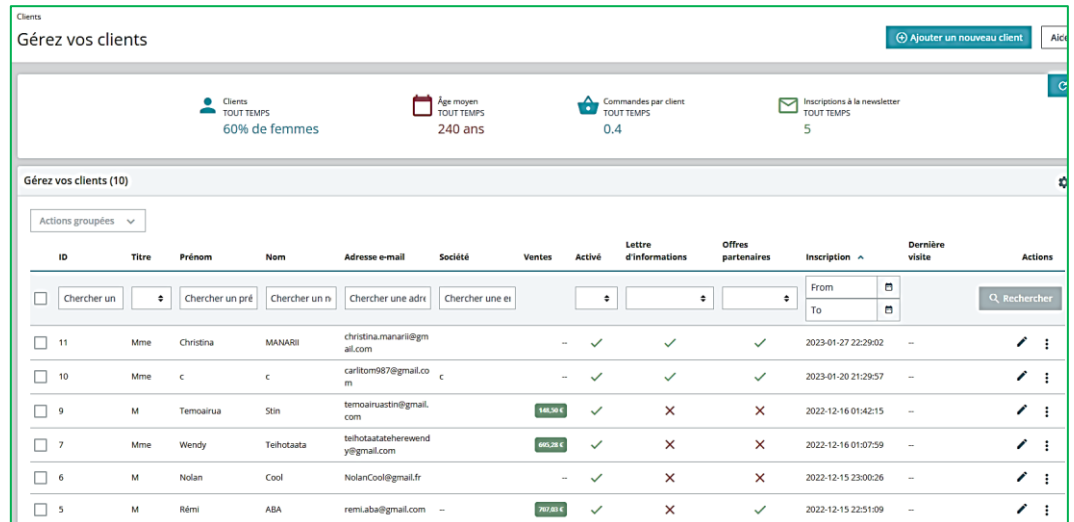 Clients
Gérez vos clients
Ajouter un nouveau client
Aide
Clients
TOUT TEMPS
60% de femmes
Âge moyen
TOUT TEMPS
240 ans
Commandes par client
TOUT TEMPS
0.4
Inscriptions à la newsletter
TOUT TEMPS
5
Gérez vos clients (10)
Actions groupées
ID Titre Prénom Nom Adresse e-mail Société Ventes Activé Lettre d'informations Offres partenaires Inscription Dernière visite Actions
Chercher un Chercher un pré Chercher un n Chercher une adre Chercher une e From
To
Rechercher
11 Mme Christina MANARII christina.manarii@gm
ail.com -- 2023-01-27 22:29:02 --
10 Mme c c carlitom987@gmail.co
m c -- 2023-01-20 21:29:57 --
9 M Temoairua Stin temoairuastin@gmail.
com 148,50 € 2022-12-16 01:42:15 --
7 Mme Wendy Teihotaata teihotaatateherewend
y@gmail.com 605,28 € 2022-12-16 01:07:59 --
6 M Nolan Cool NolanCool@gmail.fr -- 2022-12-15 23:00:26 --
5 M Rémi ABA remi.aba@gmail.com -- 707,03 € 2022-12-15 22:51:09 --